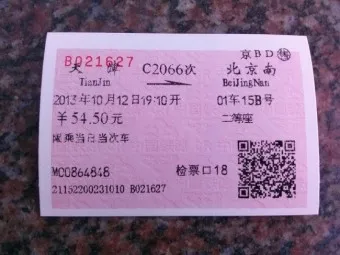 B021627 京BD售
天津 C2066次 北京南
TianJin BeiJingNan
2013年10月12日19:10开 01车15B号
￥54.50元 二等座
限乘当日当次车
M00864848 检票口18
21152200231010 B021627